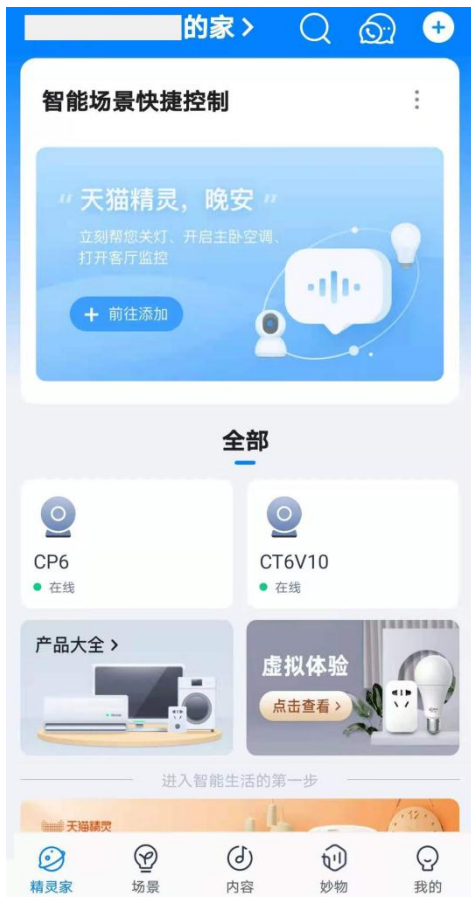 的家 >
智能场景快捷控制
“天猫精灵，晚安”
立刻帮您关灯、开启主卧空调、
打开客厅监控
+ 前往添加
全部
CP6
在线
CT6V10
在线
产品大全 >
虚拟体验
点击查看 >
进入智能生活的第一步
天猫精灵
精灵家
场景
内容
妙物
我的